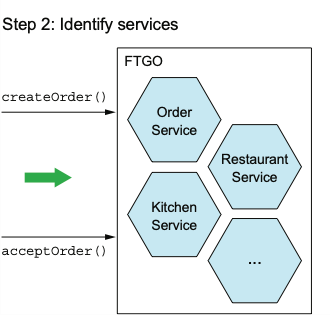 Step 2: Identify services
FTGO
createOrder()
Order
Service
Restaurant
Service
Kitchen
Service
acceptOrder()
...